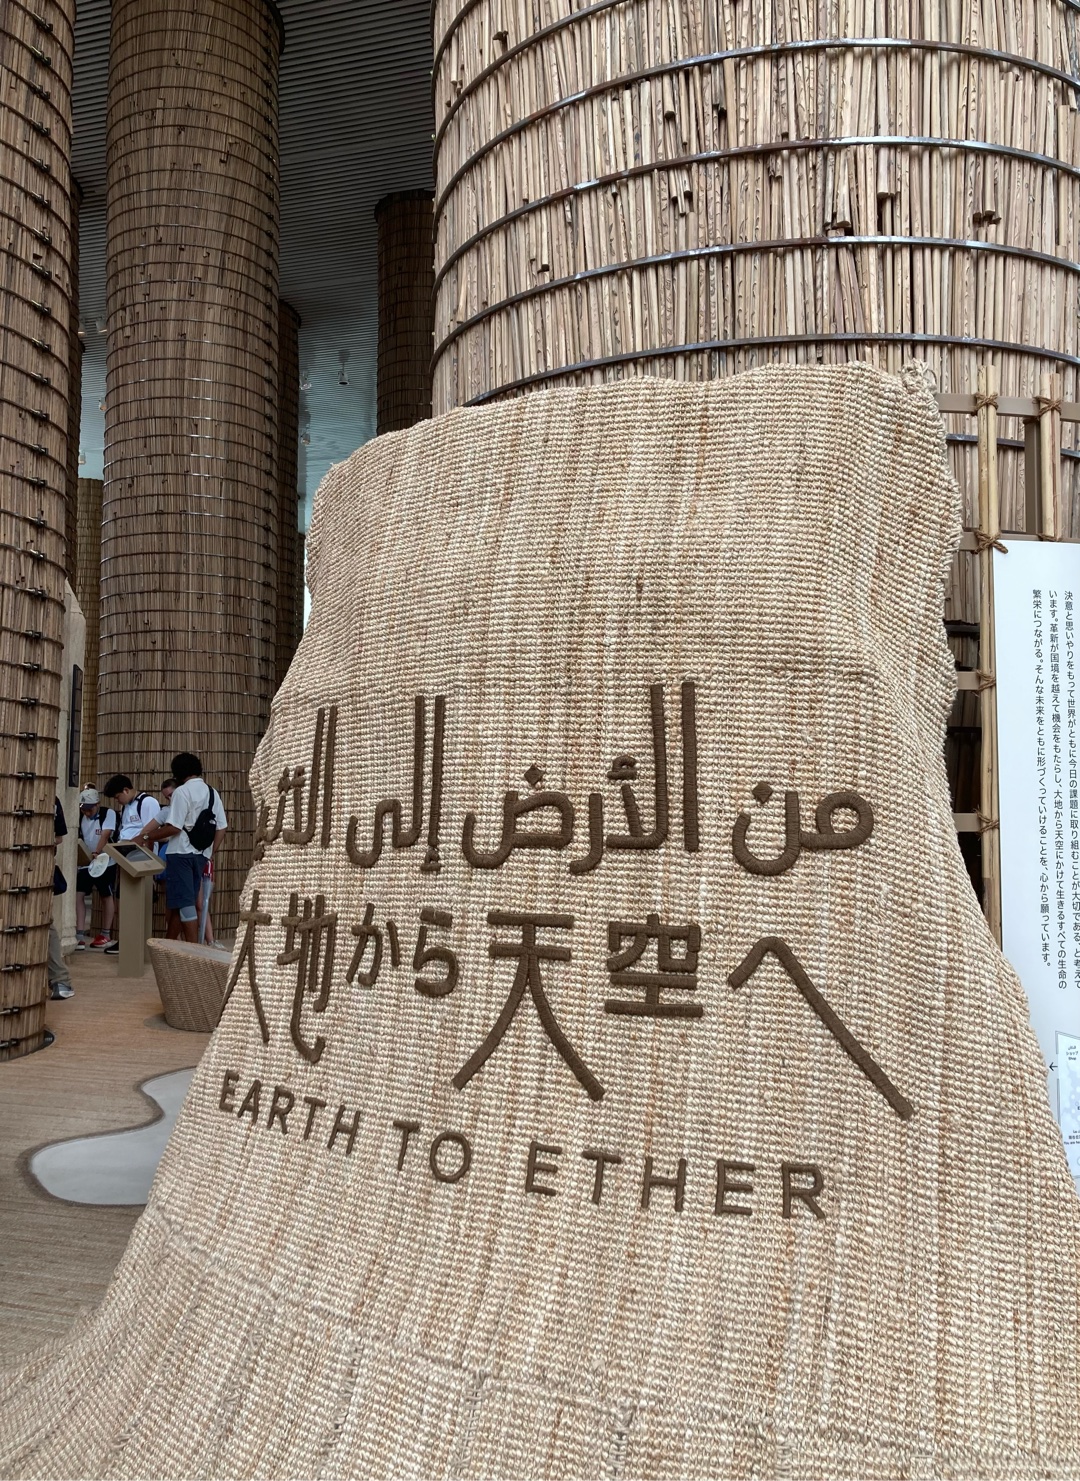 من الأرض إلى
大地から天空へ
EARTH TO ETHER
決意と思いやりをもって世界がともに今日の課題に取り組むことが大切である、と考えて
います。革新が国境を越えて機会をもたらし、大地から天空にかけて生きるすべての生命の
繁栄につながる。そんな未来をともに形づくっていけることを、心から願っています。